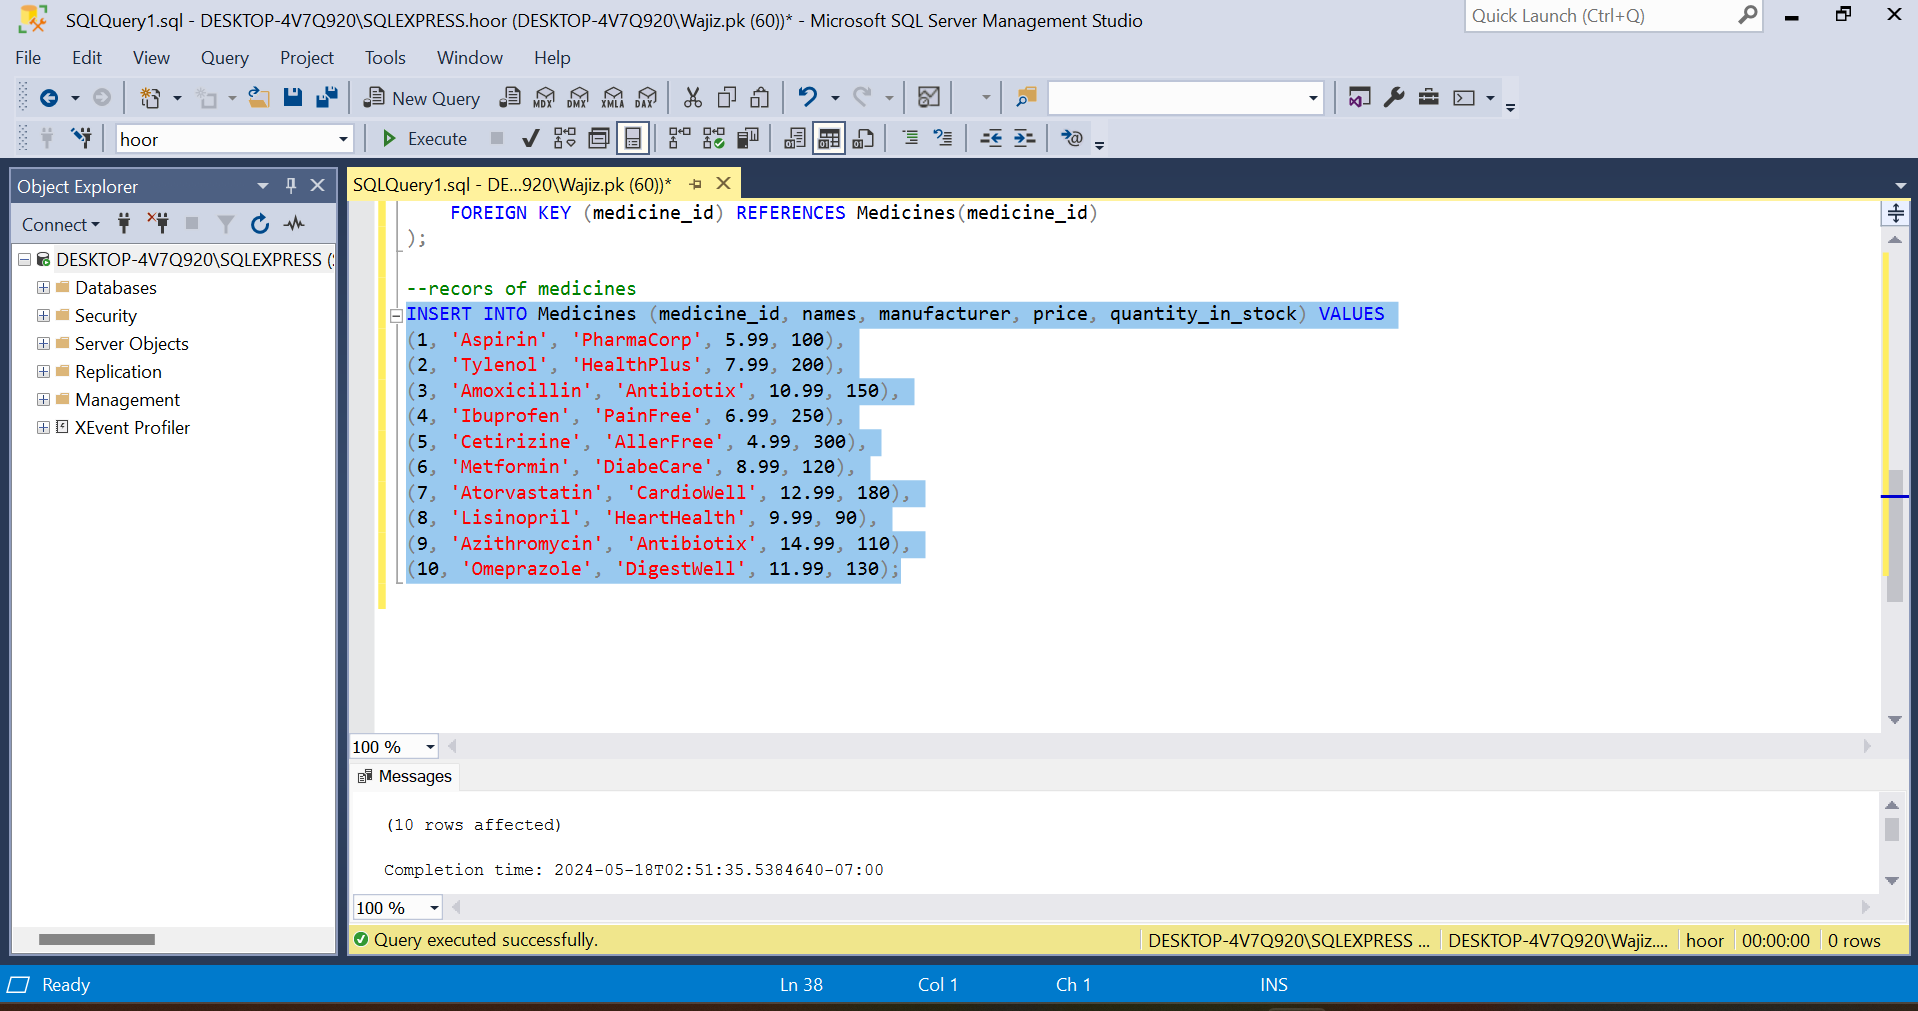 SQLQuery1.sql - DESKTOP-4V7Q920\SQLEXPRESS.hoor (DESKTOP-4V7Q920\Wajiz.pk (60))* - Microsoft SQL Server Management Studio
Quick Launch (Ctrl+Q)
File Edit View Query Project Tools Window Help
New Query MDX DMX XMLA DAX
hoor Execute
Object Explorer
SQLQuery1.sql - DE...920\Wajiz.pk (60))*
Connect
DESKTOP-4V7Q920\SQLEXPRESS (
Databases
Security
Server Objects
Replication
Management
XEvent Profiler
FOREIGN KEY (medicine_id) REFERENCES Medicines(medicine_id)
);
--recors of medicines
INSERT INTO Medicines (medicine_id, names, manufacturer, price, quantity_in_stock) VALUES
(1, 'Aspirin', 'PharmaCorp', 5.99, 100),
(2, 'Tylenol', 'HealthPlus', 7.99, 200),
(3, 'Amoxicillin', 'Antibiotix', 10.99, 150),
(4, 'Ibuprofen', 'PainFree', 6.99, 250),
(5, 'Cetirizine', 'AllerFree', 4.99, 300),
(6, 'Metformin', 'DiabeCare', 8.99, 120),
(7, 'Atorvastatin', 'CardioWell', 12.99, 180),
(8, 'Lisinopril', 'HeartHealth', 9.99, 90),
(9, 'Azithromycin', 'Antibiotix', 14.99, 110),
(10, 'Omeprazole', 'DigestWell', 11.99, 130);
100 %
Messages
(10 rows affected)
Completion time: 2024-05-18T02:51:35.5384640-07:00
100 %
Query executed successfully. DESKTOP-4V7Q920\SQLEXPRESS ... DESKTOP-4V7Q920\Wajiz.... hoor 00:00:00 0 rows
Ready Ln 38 Col 1 Ch 1 INS